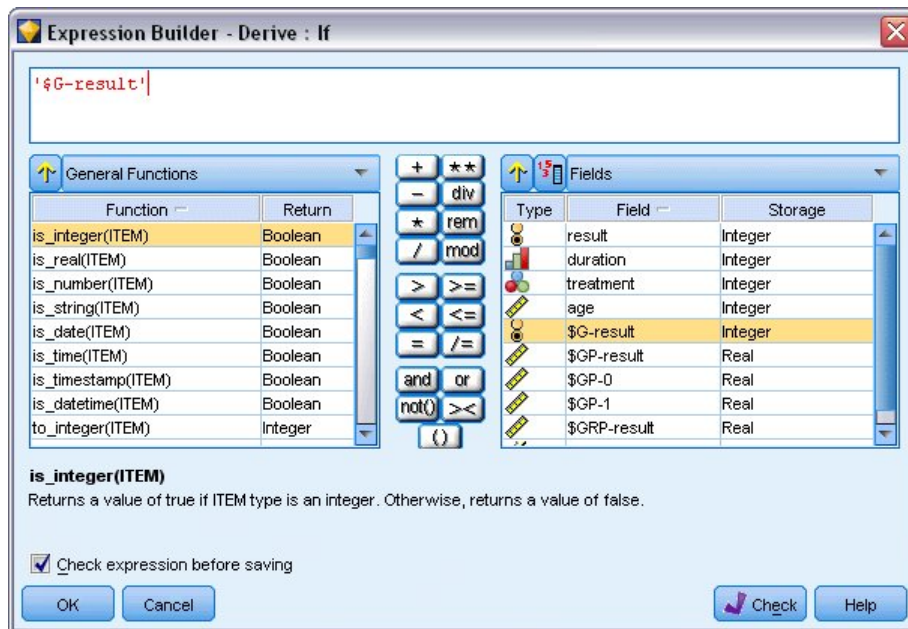 Expression Builder - Derive : If
'$G-result'
General Functions
Function Return
is_integer(ITEM) Boolean
is_real(ITEM) Boolean
is_number(ITEM) Boolean
is_string(ITEM) Boolean
is_date(ITEM) Boolean
is_time(ITEM) Boolean
is_timestamp(ITEM) Boolean
is_datetime(ITEM) Boolean
to_integer(ITEM) Integer
+ **
- div
* rem
/ mod
> >=
< <=
= /=
and or
not() ><
()
Fields
Type Field Storage
result Integer
duration Integer
treatment Integer
age Integer
$G-result Integer
$GP-result Real
$GP-0 Real
$GP-1 Real
$GRP-result Real
is_integer(ITEM)
Returns a value of true if ITEM type is an integer. Otherwise, returns a value of false.
Check expression before saving
OK Cancel Check Help